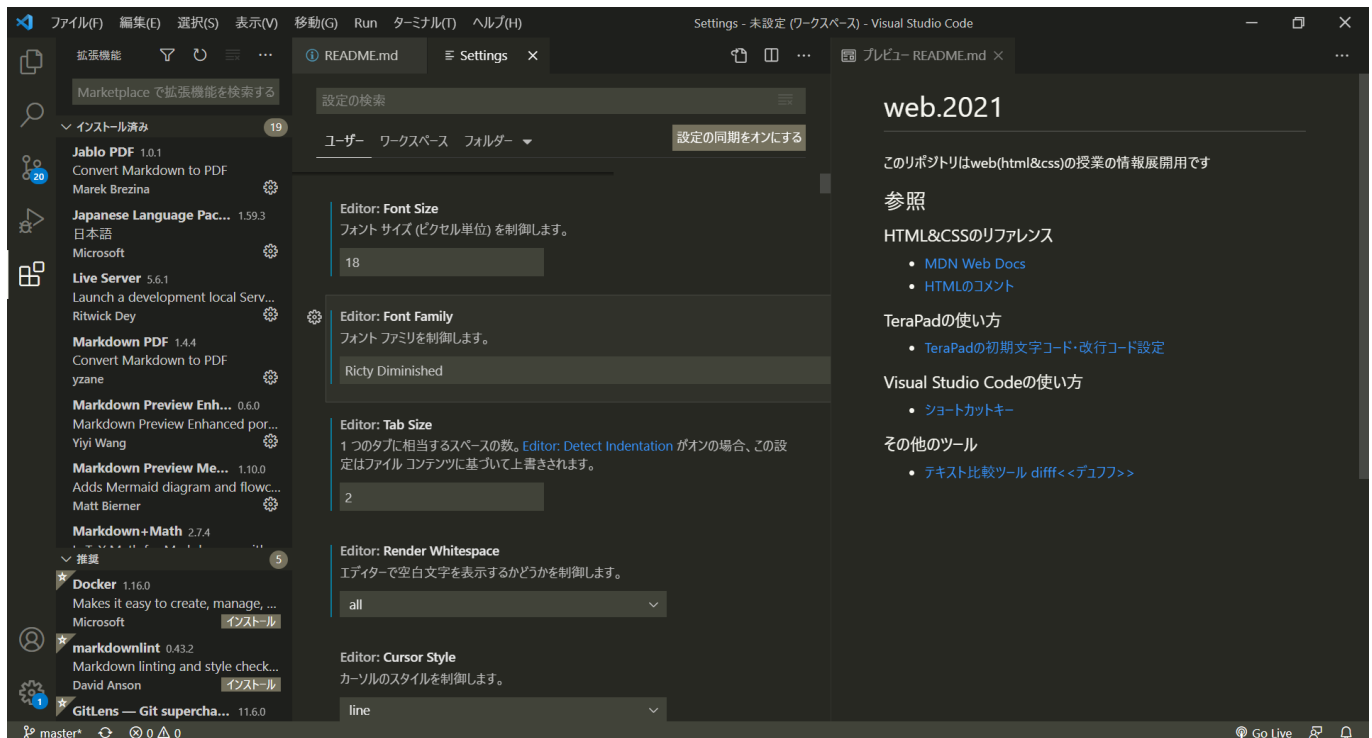 ファイル(F) 編集(E) 選択(S) 表示(V) 移動(G) Run ターミナル(T) ヘルプ(H)
Settings - 未設定 (ワークスペース) - Visual Studio Code
拡張機能
Marketplace で拡張機能を検索する
インストール済み 19
Jablo PDF 1.0.1
Convert Markdown to PDF
Marek Brezina
Japanese Language Pac... 1.59.3
日本語
Microsoft
Live Server 5.6.1
Launch a development local Serv...
Ritwick Dey
Markdown PDF 1.4.4
Convert Markdown to PDF
yzane
Markdown Preview Enh... 0.6.0
Markdown Preview Enhanced por...
Yiyi Wang
Markdown Preview Me... 1.10.0
Adds Mermaid diagram and flowc...
Matt Bierner
Markdown+Math 2.7.4
推奨 5
Docker 1.16.0
Makes it easy to create, manage, ...
Microsoft インストール
markdownlint 0.43.2
Markdown linting and style check...
David Anson インストール
GitLens — Git supercha... 11.6.0
20
1
README.md Settings
設定の検索
ユーザー ワークスペース フォルダー 設定の同期をオンにする
Editor: Font Size
フォント サイズ (ピクセル単位) を制御します。
18
Editor: Font Family
フォント ファミリを制御します。
Ricty Diminished
Editor: Tab Size
1 つのタブに相当するスペースの数。Editor: Detect Indentation がオンの場合、この設
定はファイル コンテンツに基づいて上書きされます。
2
Editor: Render Whitespace
エディターで空白文字を表示するかどうかを制御します。
all
Editor: Cursor Style
カーソルのスタイルを制御します。
line
プレビュー README.md
web.2021
このリポジトリはweb(html&css)の授業の情報展開用です
参照
HTML&CSSのリファレンス
MDN Web Docs
HTMLのコメント
TeraPadの使い方
TeraPadの初期文字コード・改行コード設定
Visual Studio Codeの使い方
ショートカットキー
その他のツール
テキスト比較ツール difff<<デュフフ>>
master* 0 0
Go Live